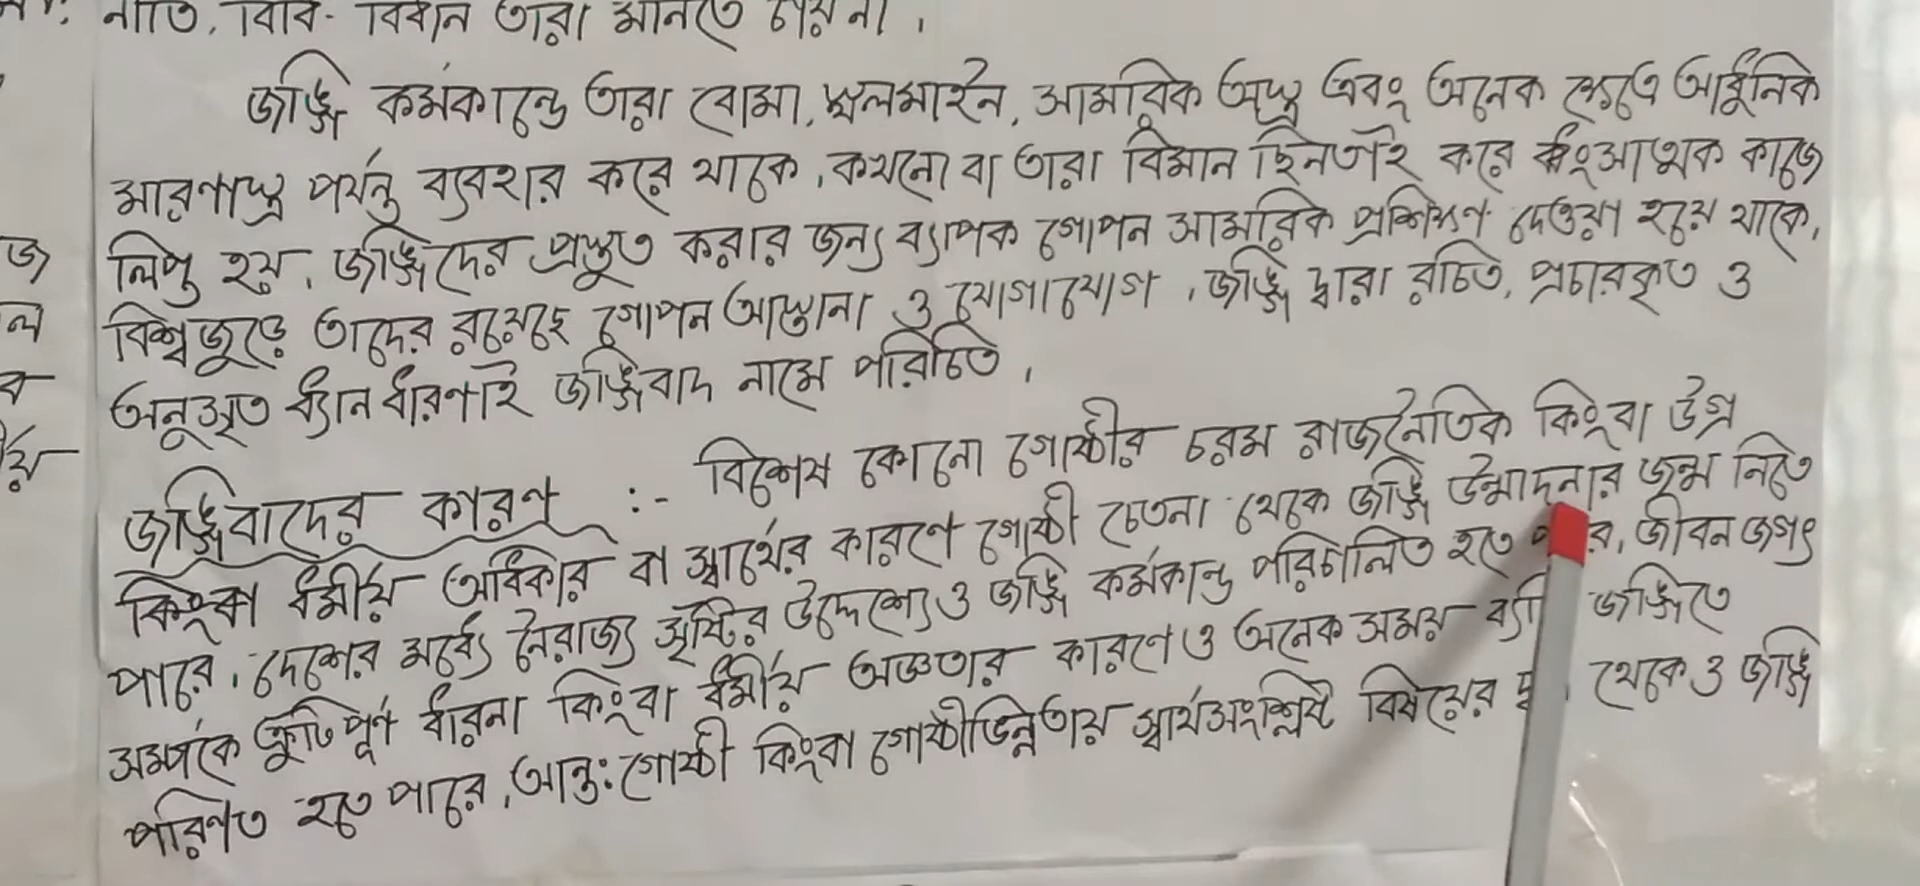 নীতি, বিধি- বিধান তারা মানতে চায় না।
জঙ্গি কর্মকান্ডে তারা বোমা, স্থলমাইন, সামরিক অস্ত্র এবং অনেক ক্ষেত্রে আধুনিক
মারণাস্ত্র পর্যন্ত ব্যবহার করে থাকে। কখনো বা তারা বিমান ছিনতাই করে ধ্বংসাত্মক কাজে
লিপ্ত হয়। জঙ্গিদের প্রস্তুত করার জন্য ব্যাপক গোপন সামরিক প্রশিক্ষণ দেওয়া হয়ে থাকে।
বিশ্বজুড়ে তাদের রয়েছে গোপন আস্তানা ও যোগাযোগ। জঙ্গি দ্বারা রচিত, প্রচারকৃত ও
অনুসৃত ধ্যান ধারণাই জঙ্গিবাদ নামে পরিচিত।
জঙ্গিবাদের কারণ :- বিশেষ কোনো গোষ্ঠীর চরম রাজনৈতিক কিংবা উগ্র
কিংবা ধর্মীয় অধিকার বা স্বার্থের কারণে গোষ্ঠী চেতনা থেকে জঙ্গি উন্মাদনার জন্ম নিতে
পারে। দেশের মধ্যে নৈরাজ্য সৃষ্টির উদ্দেশ্যেও জঙ্গি কর্মকান্ড পরিচালিত হতে জীবন জগৎ
সম্পর্কে ত্রুটিপূর্ণ ধারনা কিংবা ধর্মীয় অজ্ঞতার কারণেও অনেক সময় জঙ্গিতে
পরিণত হতে পারে। আন্তঃগোষ্ঠী কিংবা গোষ্ঠীভিন্নতায় স্বার্থসংশ্লিষ্ট বিষয়ের থেকেও জঙ্গি
জ
ল
ব
র্য়